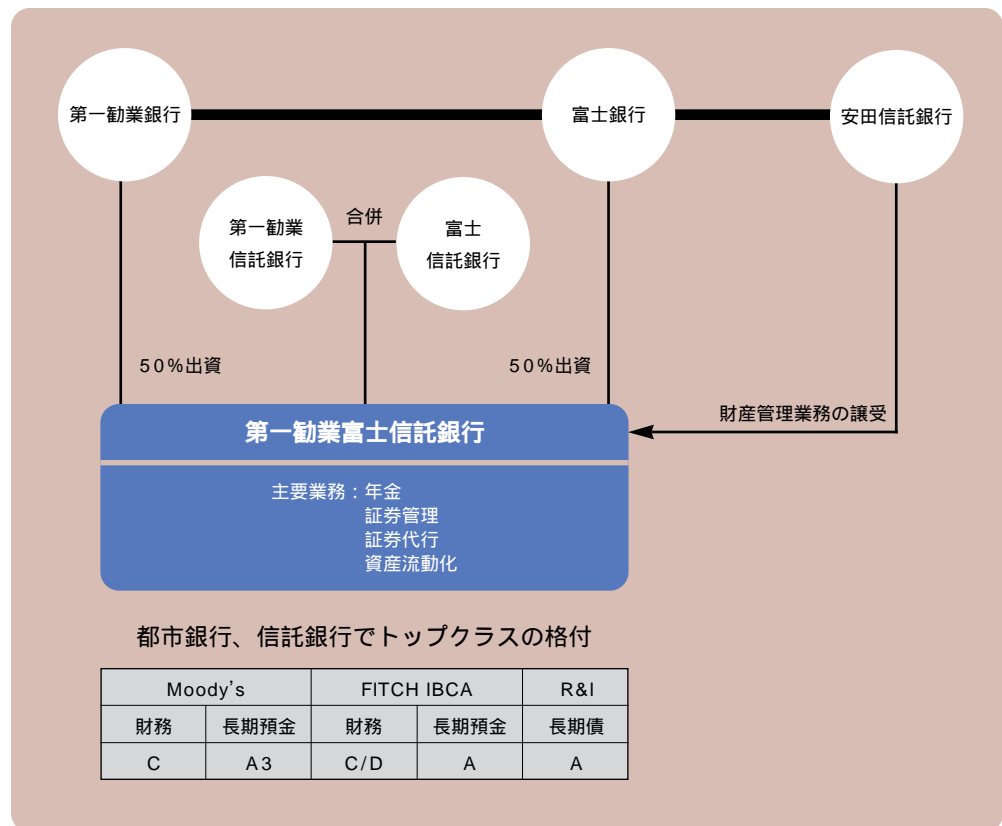 第一勧業銀行
富士銀行
安田信託銀行
第一勧業
信託銀行
合併
富士
信託銀行
50%出資
50%出資
財産管理業務の譲受
第一勧業富士信託銀行
主要業務：年金
証券管理
証券代行
資産流動化
都市銀行、信託銀行でトップクラスの格付
Moody's FITCH IBCA R&I
財務 長期預金 財務 長期預金 長期債
C A3 C/D A A